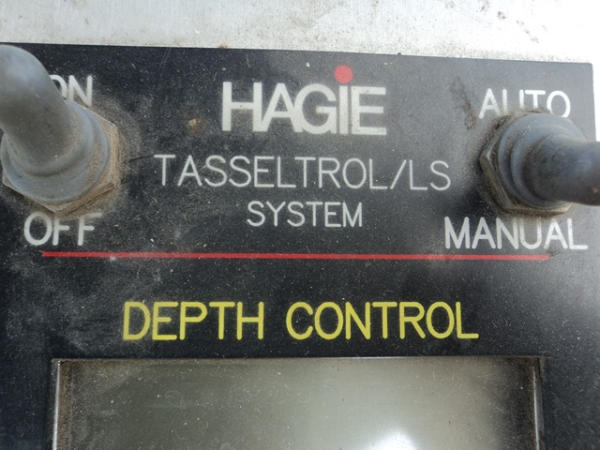 ON
HAGiE
AUTO
TASSELTROL/LS
SYSTEM
OFF
MANUAL
DEPTH CONTROL